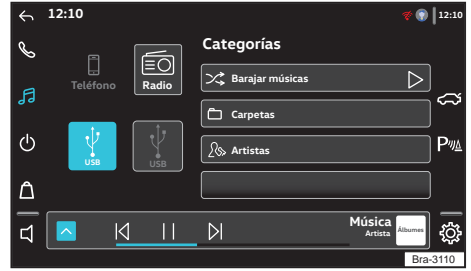 12:10
12:10
Categorías
Teléfono
Radio
Barajar músicas
Carpetas
USB
USB
Artistas
P
Música
Artista
Álbumes
Bra-3110